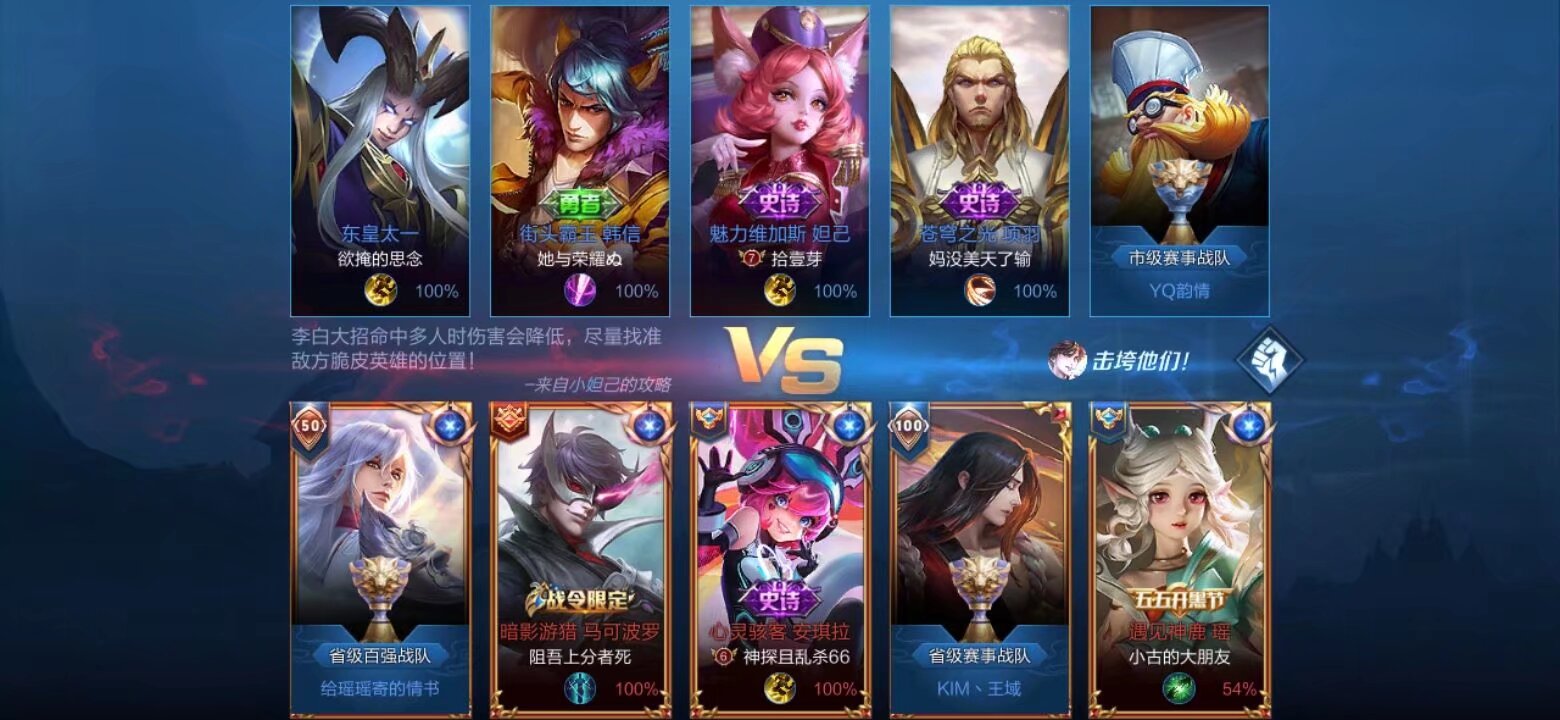 勇者
史诗
史诗
东皇太一
街头霸王 韩信
魅力维加斯 妲己
苍穹之光 项羽
市级赛事战队
欲掩的思念
她与荣耀ぬ
7 拾壹芽
妈没美天了输
YQ韵情
100%
100%
100%
100%
李白大招命中多人时伤害会降低，尽量找准
敌方脆皮英雄的位置！
—来自小妲己的攻略
VS
击垮他们！
50
100
战令限定
史诗
五五开黑节
省级百强战队
暗影游猎 马可波罗
心灵骇客 安琪拉
省级赛事战队
遇见神鹿 瑶
给瑶瑶寄的情书
阻吾上分者死
6 神探且乱杀66
KIM丶王域
小古的大朋友
100%
100%
54%